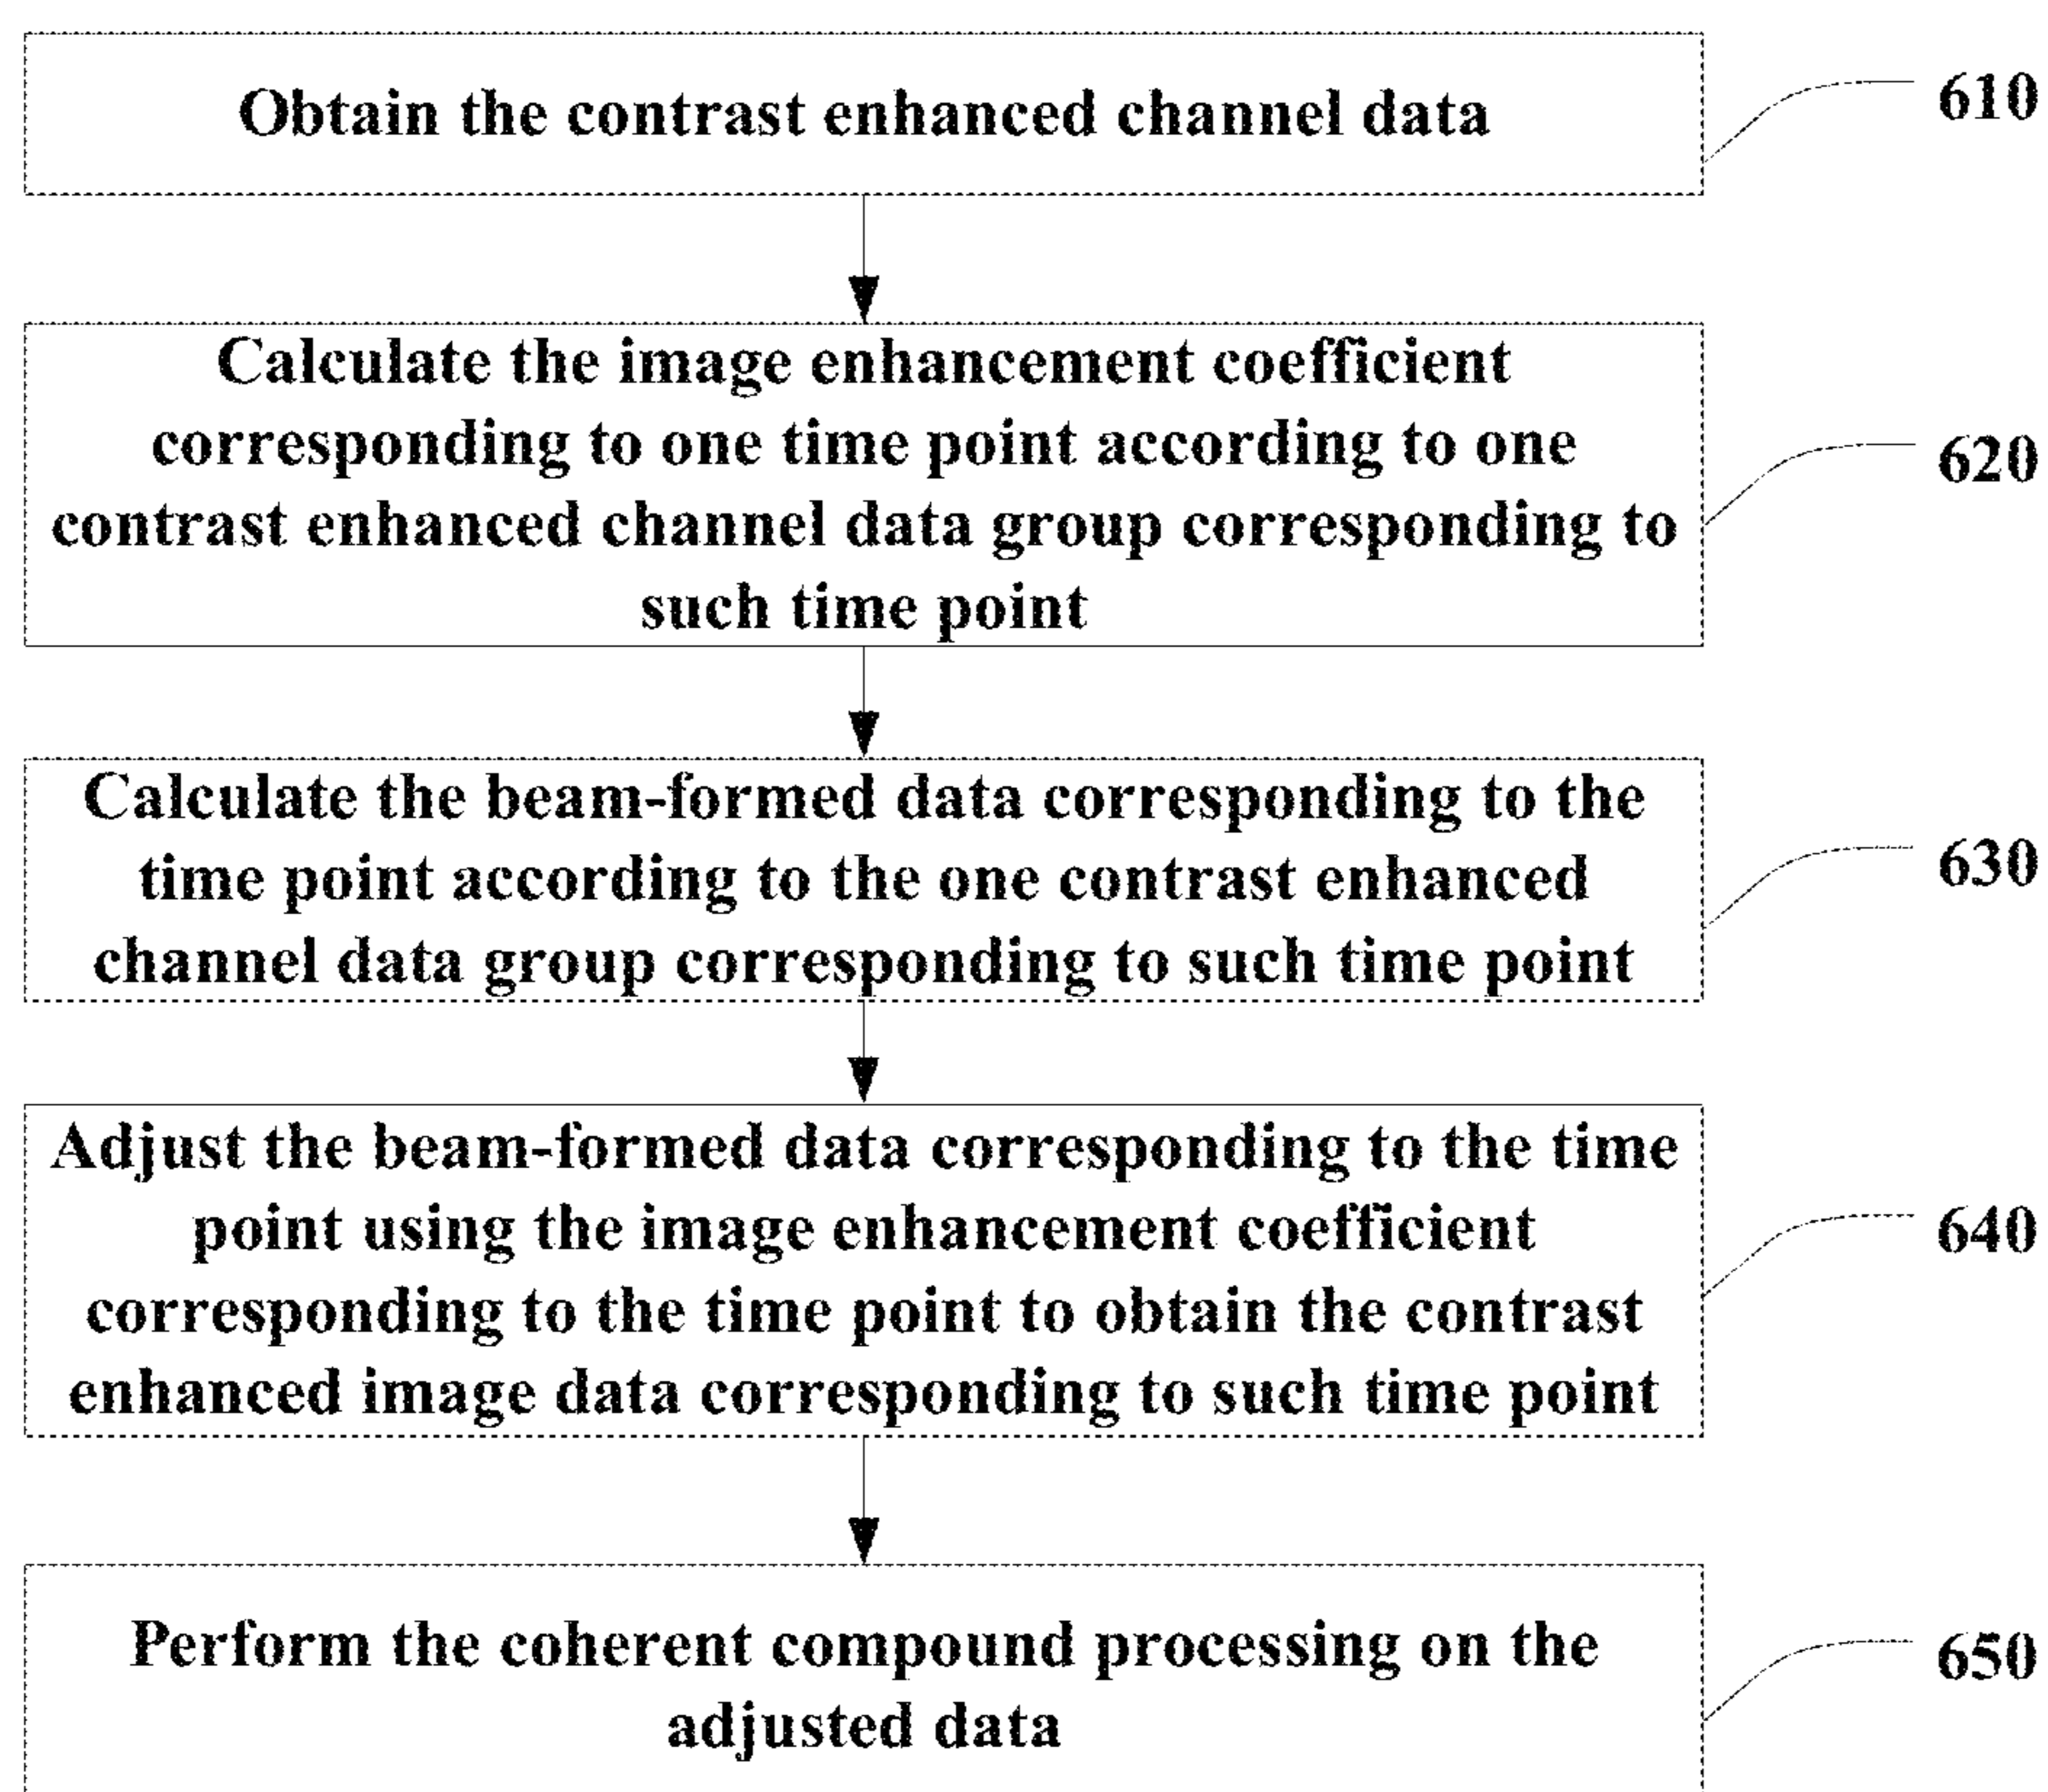 Obtain the contrast enhanced channel data
610
Calculate the image enhancement coefficient
corresponding to one time point according to one
contrast enhanced channel data group corresponding to
such time point
620
Calculate the beam-formed data corresponding to the
time point according to the one contrast enhanced
channel data group corresponding to such time point
630
Adjust the beam-formed data corresponding to the time
point using the image enhancement coefficient
corresponding to the time point to obtain the contrast
enhanced image data corresponding to such time point
640
Perform the coherent compound processing on the
adjusted data
650